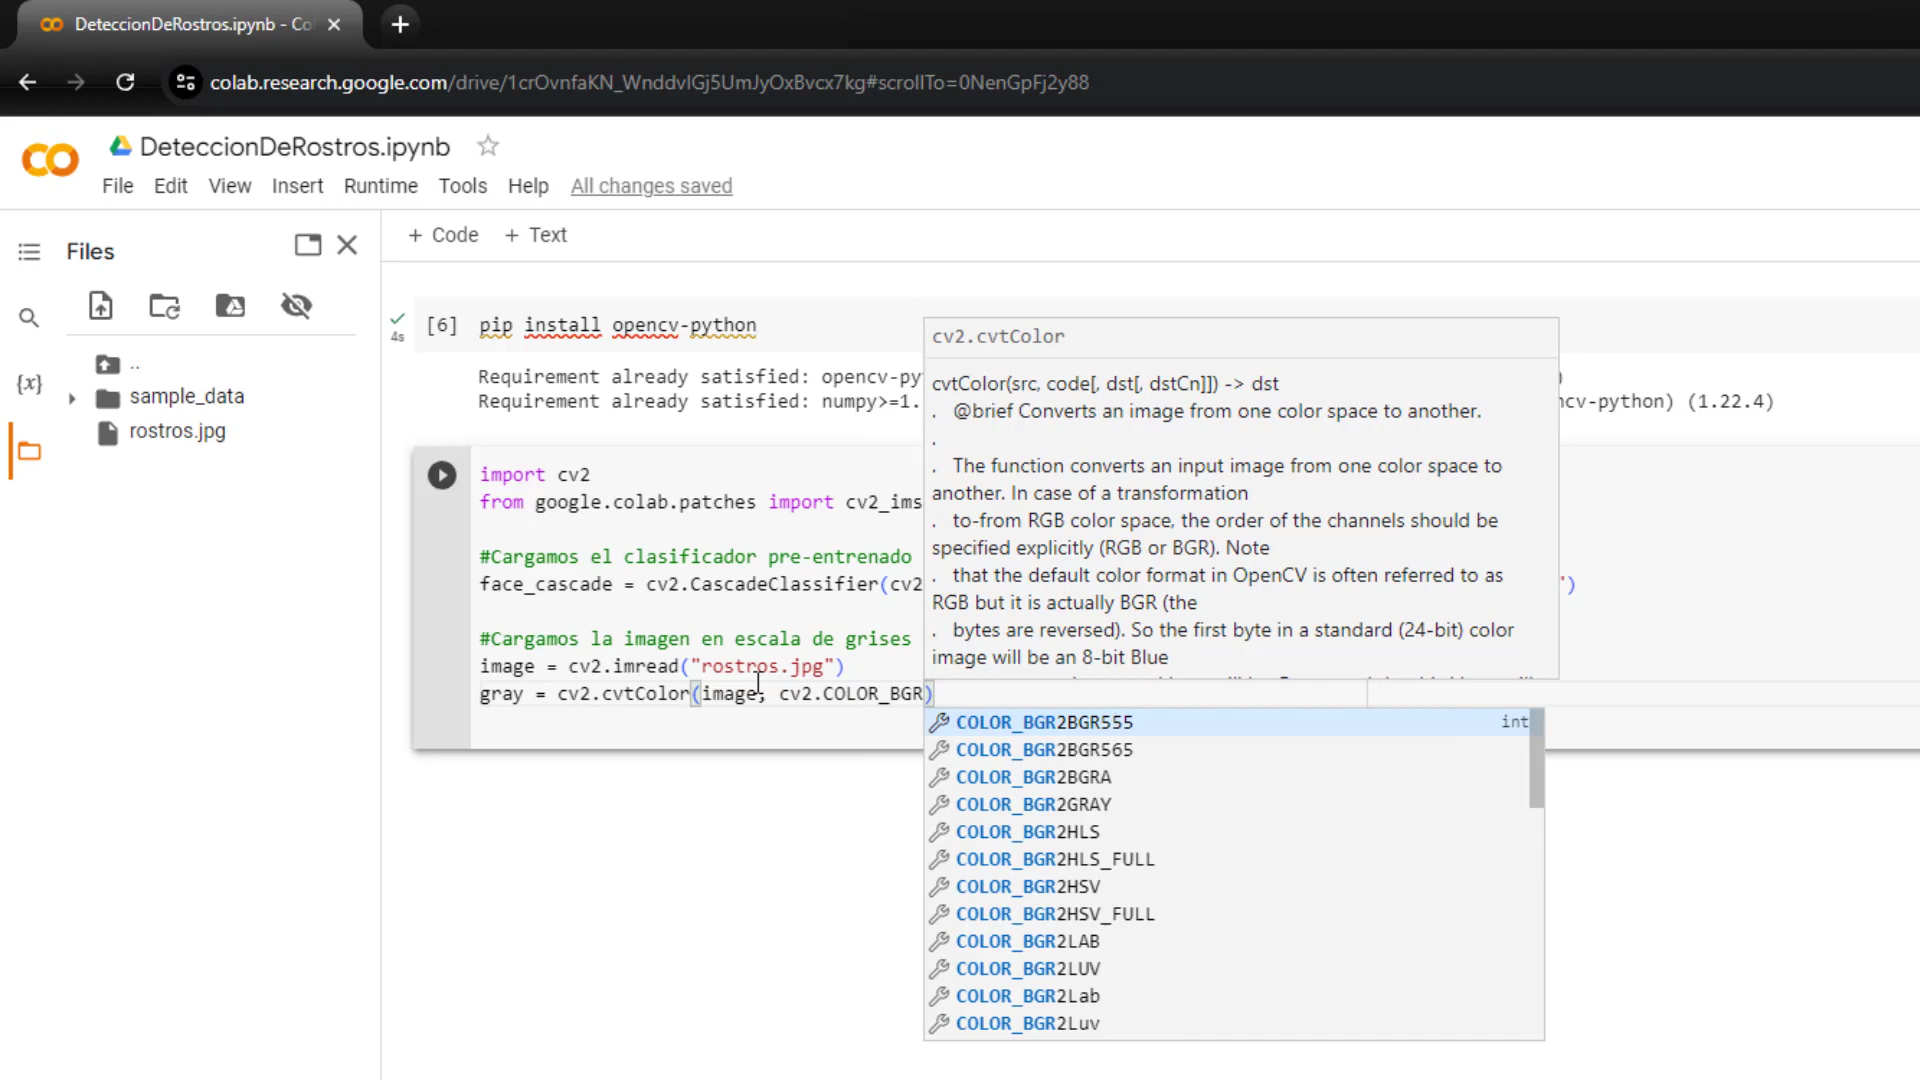 DeteccionDeRostros.ipynb - Co
colab.research.google.com/drive/1crOvnfaKN_WnddvIGj5UmJyOxBvcx7kg#scrollTo=0NenGpFj2y88
DeteccionDeRostros.ipynb
File Edit View Insert Runtime Tools Help All changes saved
Files
+ Code + Text
..
sample_data
rostros.jpg
{x}
4s
[6] pip install opencv-python
Requirement already satisfied: opencv-py
Requirement already satisfied: numpy>=1. ncv-python) (1.22.4)
import cv2
from google.colab.patches import cv2_ims
#Cargamos el clasificador pre-entrenado
face_cascade = cv2.CascadeClassifier(cv2 ')
#Cargamos la imagen en escala de grises
image = cv2.imread("rostros.jpg")
gray = cv2.cvtColor(image, cv2.COLOR_BGR)
cv2.cvtColor
cvtColor(src, code[, dst[, dstCn]]) -> dst
. @brief Converts an image from one color space to another.
.
. The function converts an input image from one color space to
another. In case of a transformation
. to-from RGB color space, the order of the channels should be
specified explicitly (RGB or BGR). Note
. that the default color format in OpenCV is often referred to as
RGB but it is actually BGR (the
. bytes are reversed). So the first byte in a standard (24-bit) color
image will be an 8-bit Blue
COLOR_BGR2BGR555 int
COLOR_BGR2BGR565
COLOR_BGR2BGRA
COLOR_BGR2GRAY
COLOR_BGR2HLS
COLOR_BGR2HLS_FULL
COLOR_BGR2HSV
COLOR_BGR2HSV_FULL
COLOR_BGR2LAB
COLOR_BGR2LUV
COLOR_BGR2Lab
COLOR_BGR2Luv